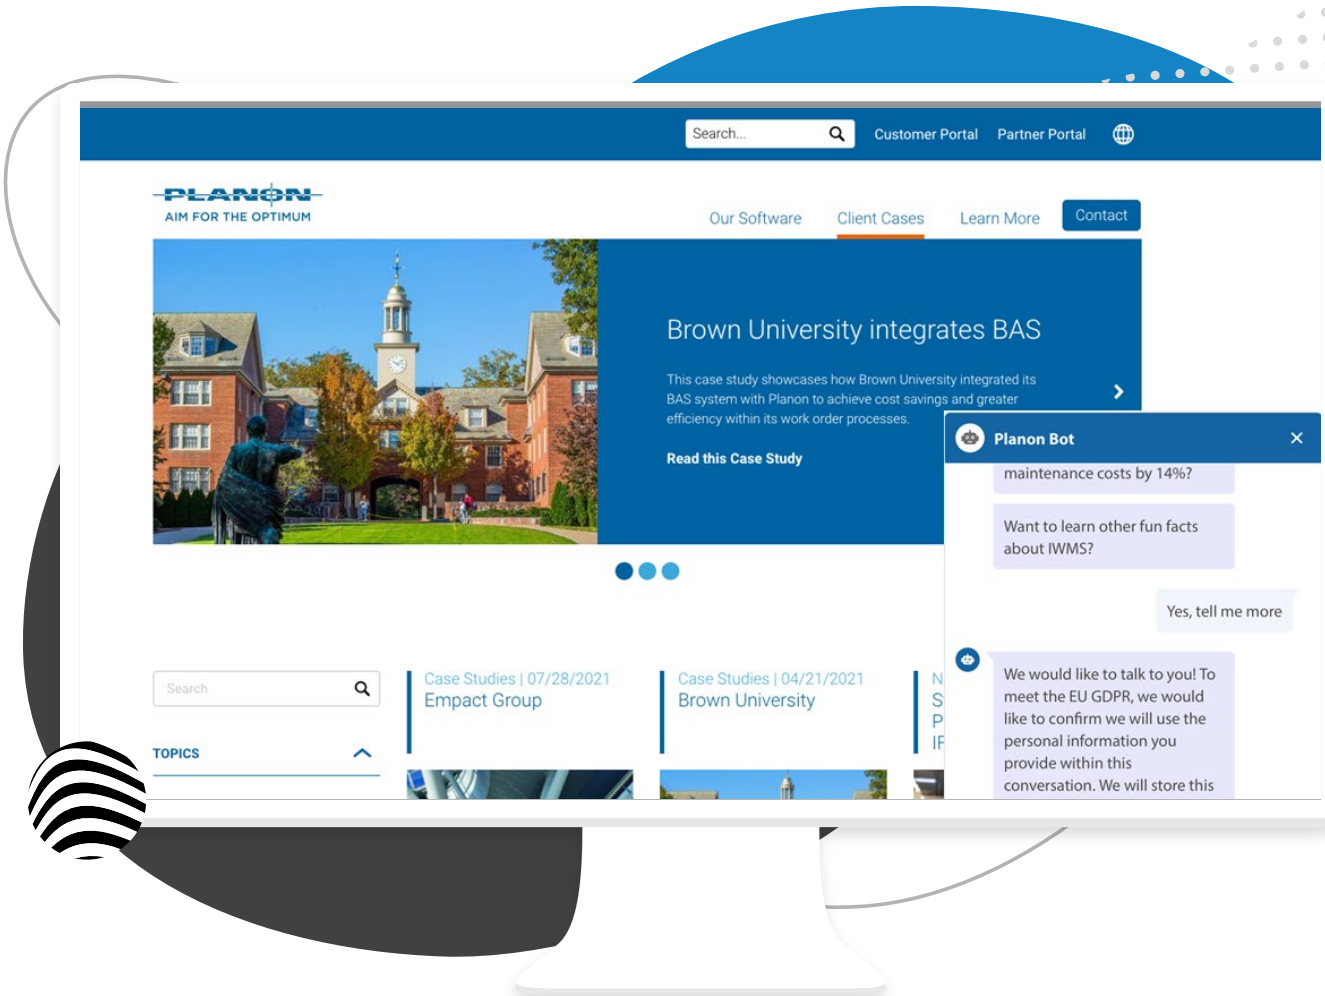 Search...
Customer Portal
Partner Portal
PLANON
AIM FOR THE OPTIMUM
Our Software
Client Cases
Learn More
Contact
Brown University integrates BAS
This case study showcases how Brown University integrated its
BAS system with Planon to achieve cost savings and greater
efficiency within its work order processes.
Read this Case Study
Planon Bot
maintenance costs by 14%?
Want to learn other fun facts
about IWMS?
Yes, tell me more
We would like to talk to you! To
meet the EU GDPR, we would
like to confirm we will use the
personal information you
provide within this
conversation. We will store this
Search
TOPICS
Case Studies | 07/28/2021
Empact Group
Case Studies | 04/21/2021
Brown University